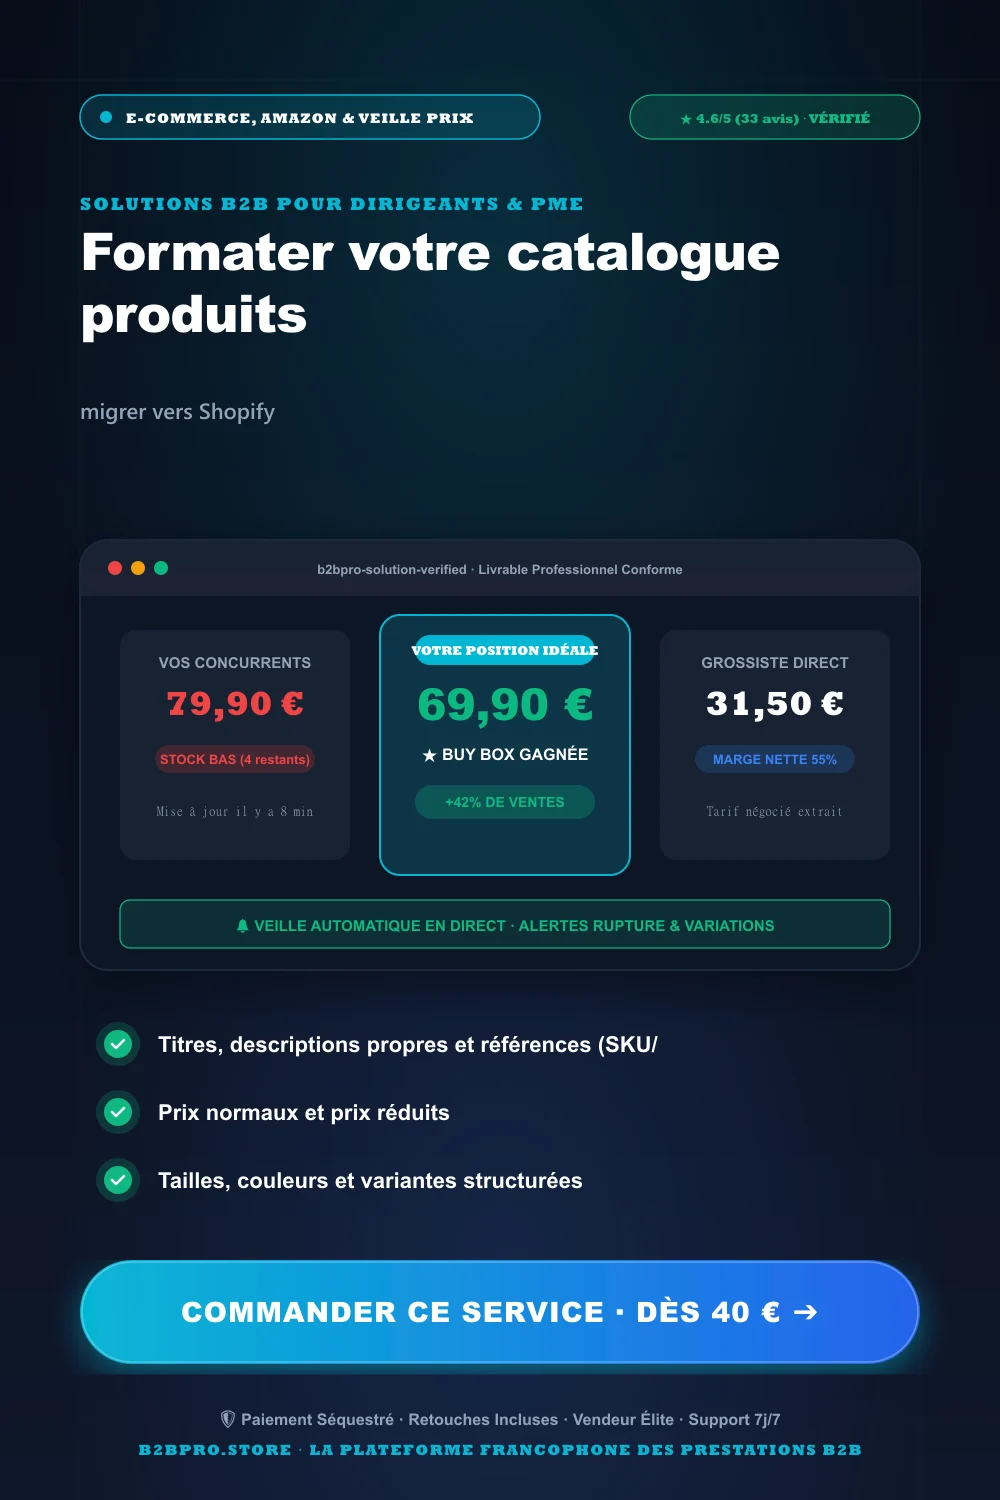 E-COMMERCE, AMAZON & VEILLE PRIX
★ 4.6/5 (33 avis) · VÉRIFIÉ
SOLUTIONS B2B POUR DIRIGEANTS & PME
Formater votre catalogue
produits
migrer vers Shopify
b2bpro-solution-verified · Livrable Professionnel Conforme
VOS CONCURRENTS
79,90 €
STOCK BAS (4 restants)
Mise à jour il y a 8 min
VOTRE POSITION IDÉALE
69,90 €
★ BUY BOX GAGNÉE
+42% DE VENTES
GROSSISTE DIRECT
31,50 €
MARGE NETTE 55%
Tarif négocié extrait
VEILLE AUTOMATIQUE EN DIRECT · ALERTES RUPTURE & VARIATIONS
Titres, descriptions propres et références (SKU/
Prix normaux et prix réduits
Tailles, couleurs et variantes structurées
COMMANDER CE SERVICE · DÈS 40 € →
Paiement Séquestré · Retouches Incluses · Vendeur Élite · Support 7j/7
B2BPRO.STORE · LA PLATEFORME FRANCOPHONE DES PRESTATIONS B2B